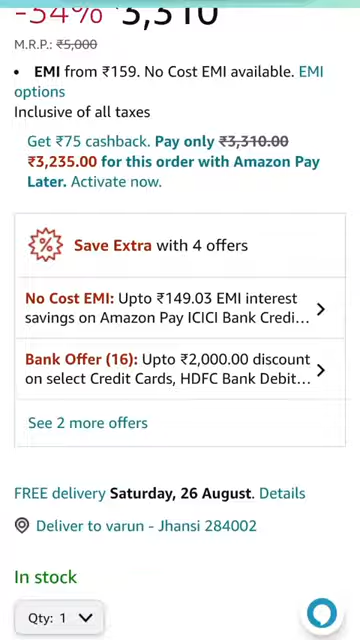 -34% ₹3,310
M.R.P.: ₹5,000
• EMI from ₹159. No Cost EMI available. EMI
options
Inclusive of all taxes
Get ₹75 cashback. Pay only ₹3,310.00
₹3,235.00 for this order with Amazon Pay
Later. Activate now.
Save Extra with 4 offers
No Cost EMI: Upto ₹149.03 EMI interest
savings on Amazon Pay ICICI Bank Credi...
Bank Offer (16): Upto ₹2,000.00 discount
on select Credit Cards, HDFC Bank Debit...
See 2 more offers
FREE delivery Saturday, 26 August. Details
Deliver to varun - Jhansi 284002
In stock
Qty: 1